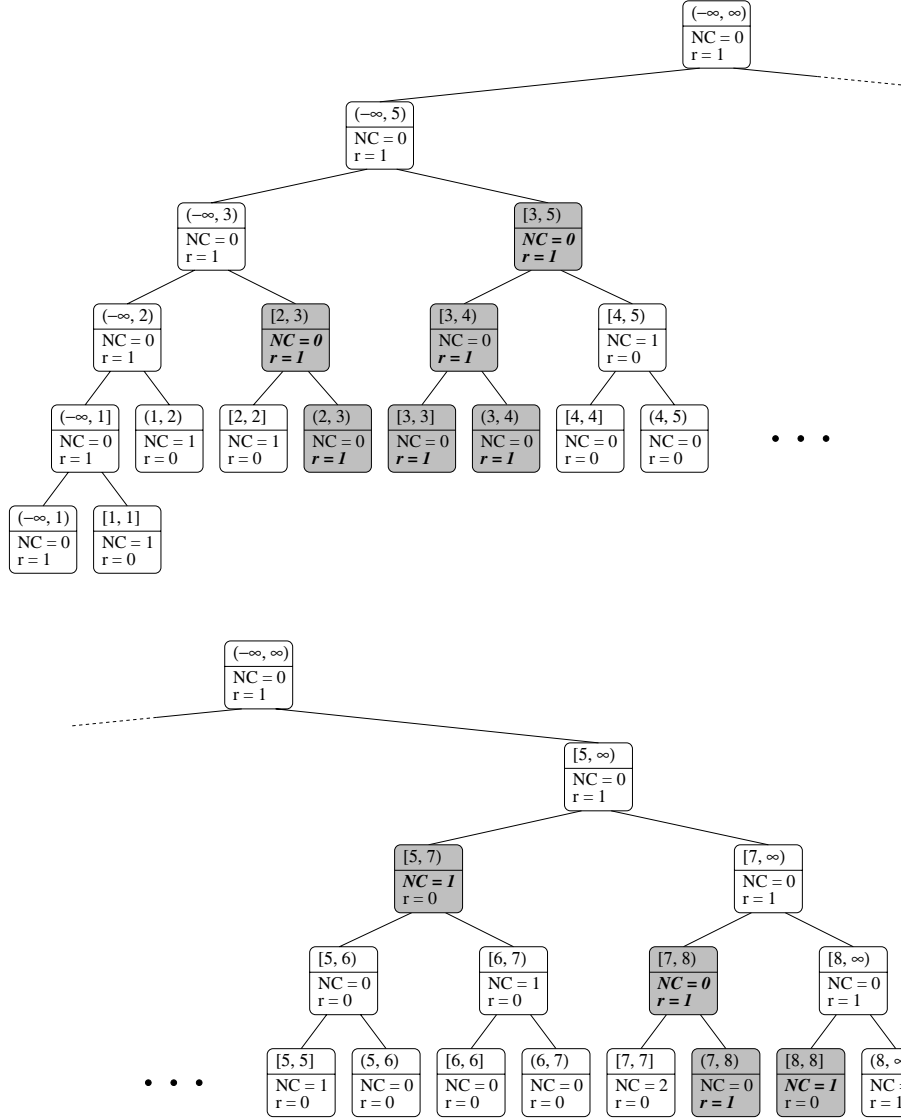 (−∞, ∞)
NC = 0
r = 1
(−∞, 5)
NC = 0
r = 1
(−∞, 3)
NC = 0
r = 1
[3, 5)
NC = 0
r = 1
(−∞, 2)
NC = 0
r = 1
[2, 3)
NC = 0
r = 1
[3, 4)
NC = 0
r = 1
[4, 5)
NC = 1
r = 0
(−∞, 1]
NC = 0
r = 1
(1, 2)
NC = 1
r = 0
[2, 2]
NC = 1
r = 0
(2, 3)
NC = 0
r = 1
[3, 3]
NC = 0
r = 1
(3, 4)
NC = 0
r = 1
[4, 4]
NC = 0
r = 0
(4, 5)
NC = 0
r = 0
• • •
(−∞, 1)
NC = 0
r = 1
[1, 1]
NC = 1
r = 0
(−∞, ∞)
NC = 0
r = 1
[5, ∞)
NC = 0
r = 1
[5, 7)
NC = 1
r = 0
[7, ∞)
NC = 0
r = 1
[5, 6)
NC = 0
r = 0
[6, 7)
NC = 1
r = 0
[7, 8)
NC = 0
r = 1
[8, ∞)
NC = 0
r = 1
• • •
[5, 5]
NC = 1
r = 0
(5, 6)
NC = 0
r = 0
[6, 6]
NC = 0
r = 0
(6, 7)
NC = 0
r = 0
[7, 7]
NC = 2
r = 0
(7, 8)
NC = 0
r = 1
[8, 8]
NC = 1
r = 0
(8, ∞
NC =
r = 1